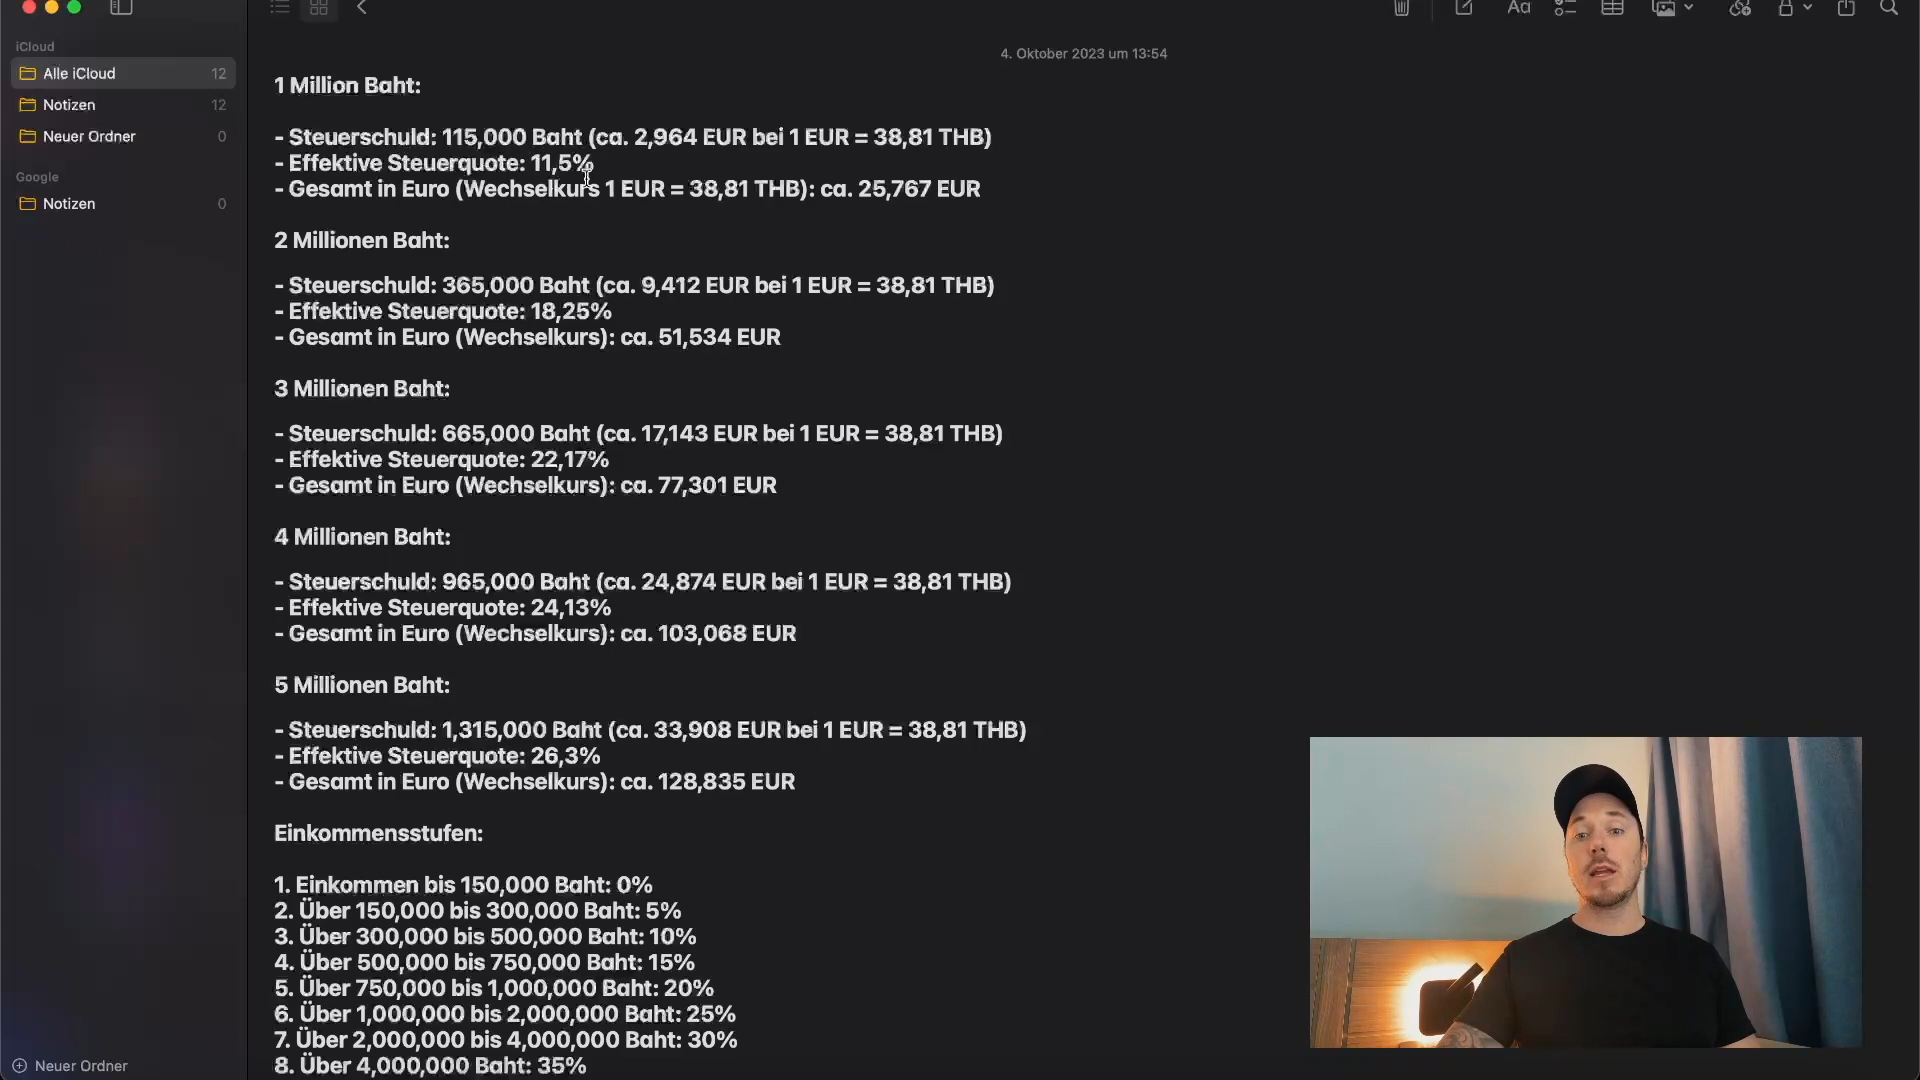 iCloud
Alle iCloud 12
Notizen 12
Neuer Ordner 0
Google
Notizen 0
Neuer Ordner
Aa
4. Oktober 2023 um 13:54
1 Million Baht:
- Steuerschuld: 115,000 Baht (ca. 2,964 EUR bei 1 EUR = 38,81 THB)
- Effektive Steuerquote: 11,5%
- Gesamt in Euro (Wechselkurs 1 EUR = 38,81 THB): ca. 25,767 EUR
2 Millionen Baht:
- Steuerschuld: 365,000 Baht (ca. 9,412 EUR bei 1 EUR = 38,81 THB)
- Effektive Steuerquote: 18,25%
- Gesamt in Euro (Wechselkurs): ca. 51,534 EUR
3 Millionen Baht:
- Steuerschuld: 665,000 Baht (ca. 17,143 EUR bei 1 EUR = 38,81 THB)
- Effektive Steuerquote: 22,17%
- Gesamt in Euro (Wechselkurs): ca. 77,301 EUR
4 Millionen Baht:
- Steuerschuld: 965,000 Baht (ca. 24,874 EUR bei 1 EUR = 38,81 THB)
- Effektive Steuerquote: 24,13%
- Gesamt in Euro (Wechselkurs): ca. 103,068 EUR
5 Millionen Baht:
- Steuerschuld: 1,315,000 Baht (ca. 33,908 EUR bei 1 EUR = 38,81 THB)
- Effektive Steuerquote: 26,3%
- Gesamt in Euro (Wechselkurs): ca. 128,835 EUR
Einkommensstufen:
1. Einkommen bis 150,000 Baht: 0%
2. Über 150,000 bis 300,000 Baht: 5%
3. Über 300,000 bis 500,000 Baht: 10%
4. Über 500,000 bis 750,000 Baht: 15%
5. Über 750,000 bis 1,000,000 Baht: 20%
6. Über 1,000,000 bis 2,000,000 Baht: 25%
7. Über 2,000,000 bis 4,000,000 Baht: 30%
8. Über 4,000,000 Baht: 35%